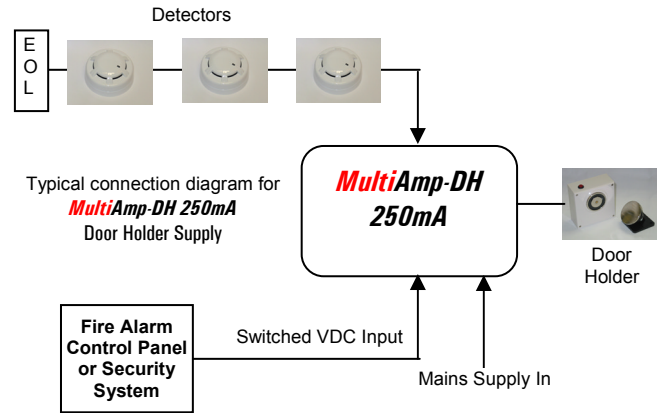 Detectors
E
O
L
MultiAmp-DH
250mA
Typical connection diagram for
MultiAmp-DH 250mA
Door Holder Supply
Door
Holder
Fire Alarm
Control Panel
or Security
System
Switched VDC Input
Mains Supply In